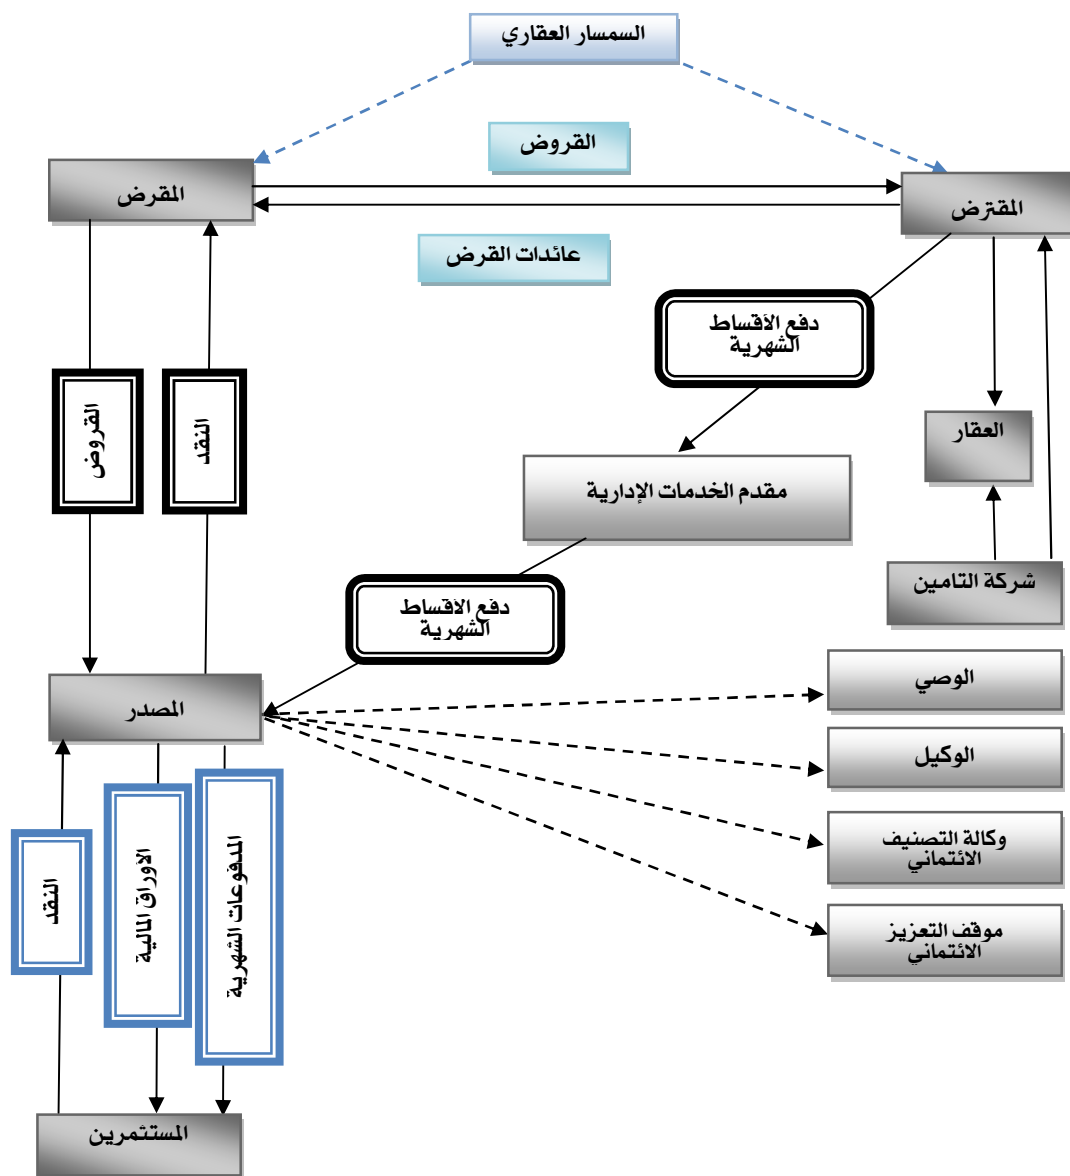 السمسار العقاري
القروض
المقرض
المقترض
عائدات القرض
دفع الأقساط
الشهرية
القروض
النقد
العقار
مقدم الخدمات الإدارية
شركة التامين
دفع الأقساط
الشهرية
الوصي
المصدر
الوكيل
وكالة التصنيف
الائتماني
النقد
الأوراق المالية
المدفوعات الشهرية
موقف التعزيز
الائتماني
المستثمرين